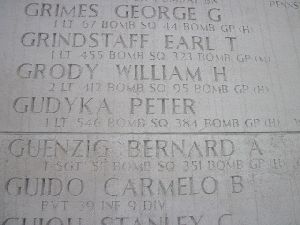 GRIMES GEORGE G
1 LT 67 BOMB SQ 44 BOMB GP (H)
GRINDSTAFF EARL T
1 LT 455 BOMB SQ 323 BOMB GP (M)
GRODY WILLIAM H
2 LT 412 BOMB SQ 95 BOMB GP (H)
GUDYKA PETER
1 LT 546 BOMB SQ 384 BOMB GP (H)
GUENZIG BERNARD A
T SGT BOMB SQ 351 BOMB GP (H)
GUIDO CARMELO B
PVT 39 INF 9 DIV
STANLEY